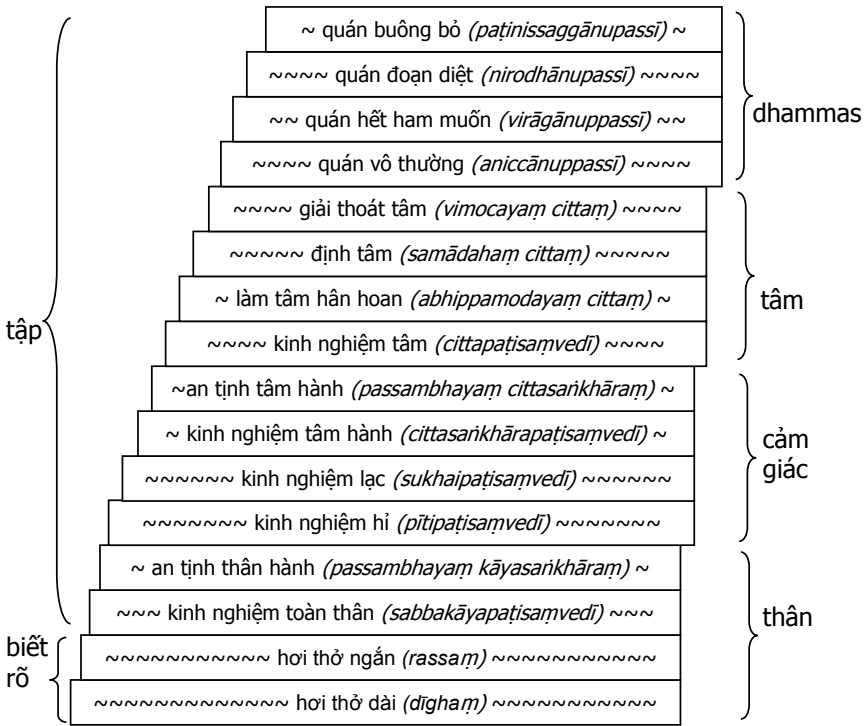 ~ quán buông bỏ (paṭinissaggānupassī) ~
~~~~ quán đoạn diệt (nirodhānupassī) ~~~~
~~ quán hết ham muốn (virāgānuppassī) ~~
~~~~ quán vô thường (aniccānuppassī) ~~~~
dhammas
~~~~ giải thoát tâm (vimocayaṃ cittaṃ) ~~~~
~~~~~ định tâm (samādahaṃ cittaṃ) ~~~~~
~ làm tâm hân hoan (abhippamodayaṃ cittaṃ) ~
~~~~ kinh nghiệm tâm (cittapaṭisaṃvedī) ~~~~
tâm
tập
~an tịnh tâm hành (passambhayaṃ cittasaṅkhāraṃ) ~
~ kinh nghiệm tâm hành (cittasaṅkhārapaṭisaṃvedī) ~
~~~~~~ kinh nghiệm lạc (sukhaipaṭisaṃvedī) ~~~~~~
~~~~~~~ kinh nghiệm hỉ (pītipaṭisaṃvedī) ~~~~~~~
cảm
giác
~ an tịnh thân hành (passambhayaṃ kāyasaṅkhāraṃ) ~
~~~ kinh nghiệm toàn thân (sabbakāyapaṭisaṃvedī) ~~~
~~~~~~~~~~~ hơi thở ngắn (rassaṃ) ~~~~~~~~~~~
~~~~~~~~~~~~~ hơi thở dài (dīghaṃ) ~~~~~~~~~~~
thân
biết
rõ